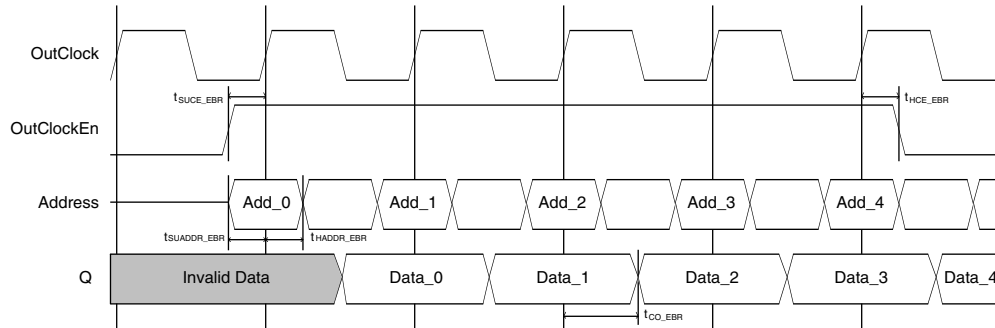 OutClock
tSUCE_EBR
tHCE_EBR
OutClockEn
Address
Add_0
Add_1
Add_2
Add_3
Add_4
tSUADDR_EBR
tHADDR_EBR
Q
Invalid Data
Data_0
Data_1
Data_2
Data_3
Data_4
tCO_EBR